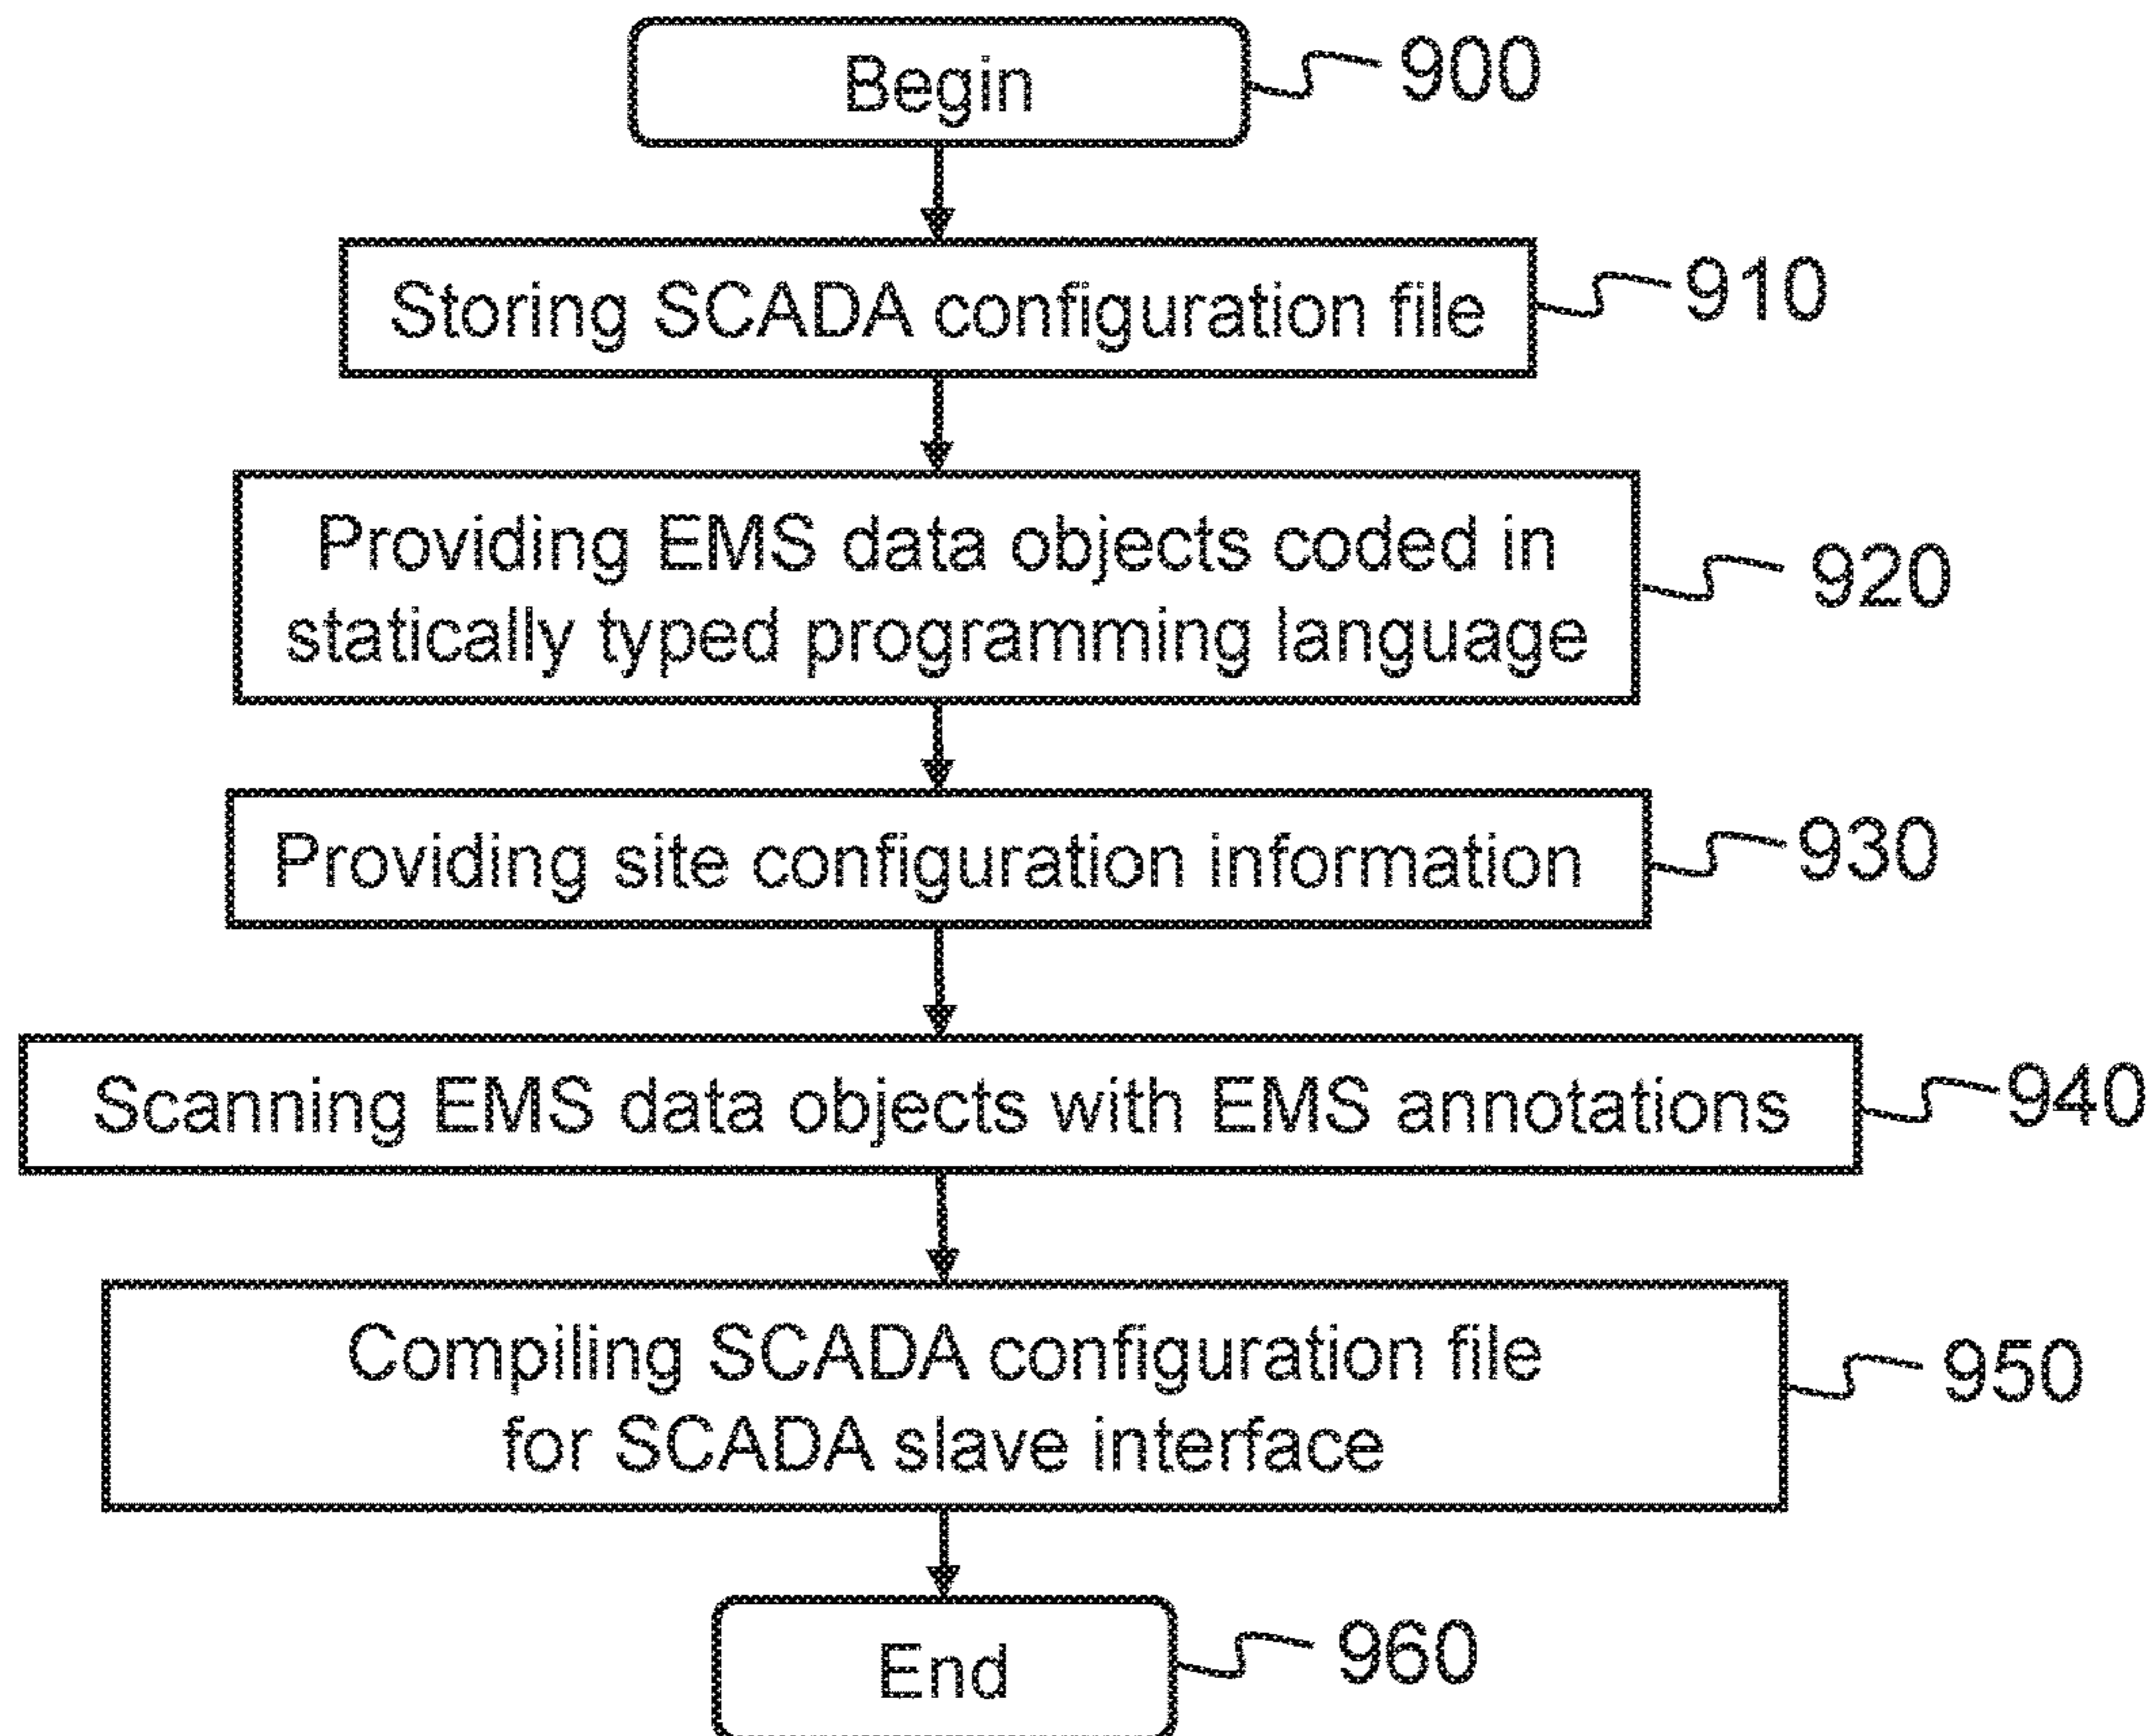 Begin
900
Storing SCADA configuration file
910
Providing EMS data objects coded in
statically typed programming language
920
Providing site configuration information
930
Scanning EMS data objects with EMS annotations
940
Compiling SCADA configuration file
for SCADA slave interface
950
End
960